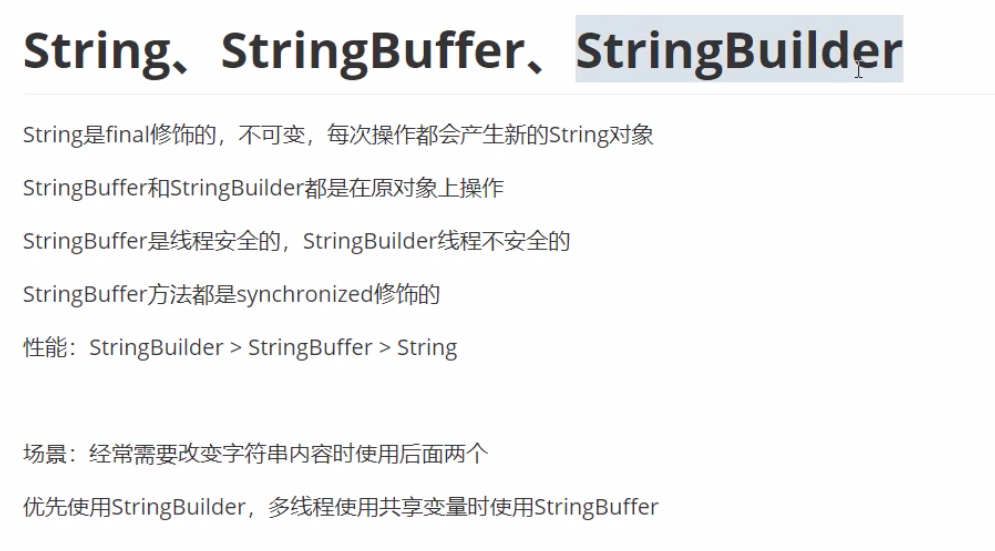 String、StringBuffer、StringBuilder
String是final修饰的，不可变，每次操作都会产生新的String对象
StringBuffer和StringBuilder都是在原对象上操作
StringBuffer是线程安全的，StringBuilder线程不安全的
StringBuffer方法都是synchronized修饰的
性能：StringBuilder > StringBuffer > String
场景：经常需要改变字符串内容时使用后面两个
优先使用StringBuilder，多线程使用共享变量时使用StringBuffer